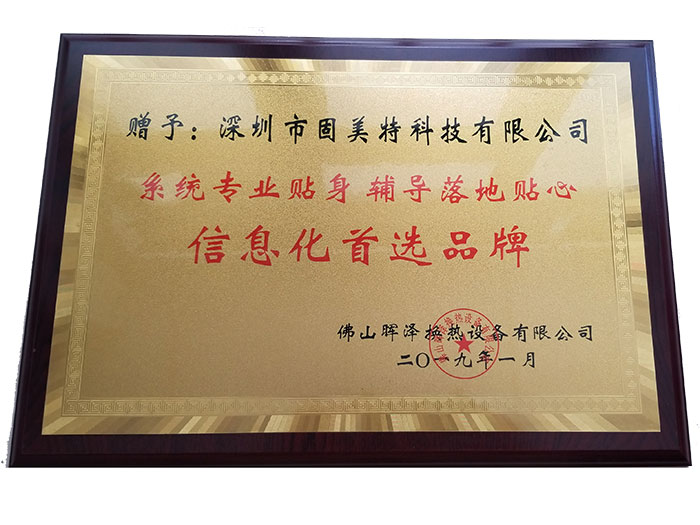 赠予：深圳市固美特科技有限公司
系统专业贴身 辅导落地贴心
信息化首选品牌
佛山晖泽换热设备有限公司
二〇一九年一月